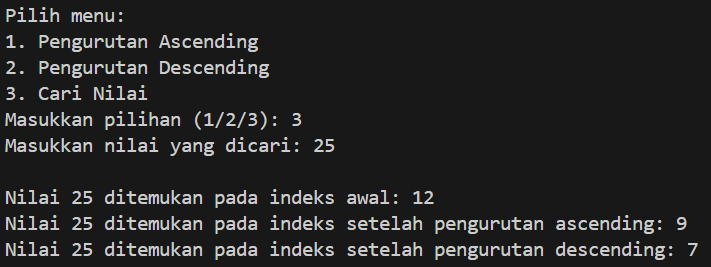 Pilih menu:
1. Pengurutan Ascending
2. Pengurutan Descending
3. Cari Nilai
Masukkan pilihan (1/2/3): 3
Masukkan nilai yang dicari: 25
Nilai 25 ditemukan pada indeks awal: 12
Nilai 25 ditemukan pada indeks setelah pengurutan ascending: 9
Nilai 25 ditemukan pada indeks setelah pengurutan descending: 7